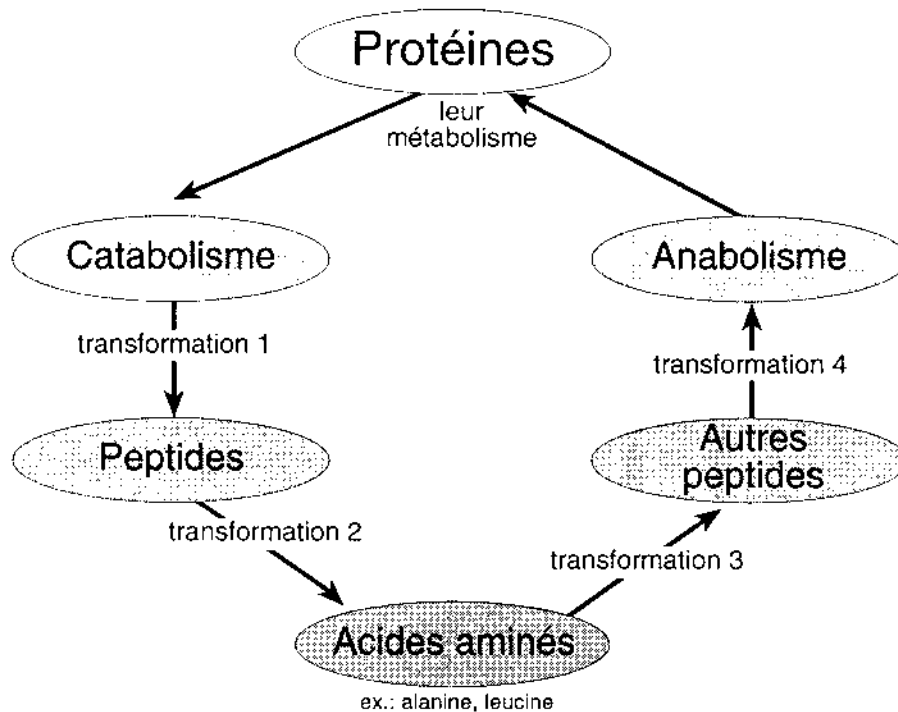 Protéines
leur
métabolisme
Catabolisme
Anabolisme
transformation 1
transformation 4
Peptides
Autres
peptides
transformation 2
transformation 3
Acides aminés
ex.: alanine, leucine